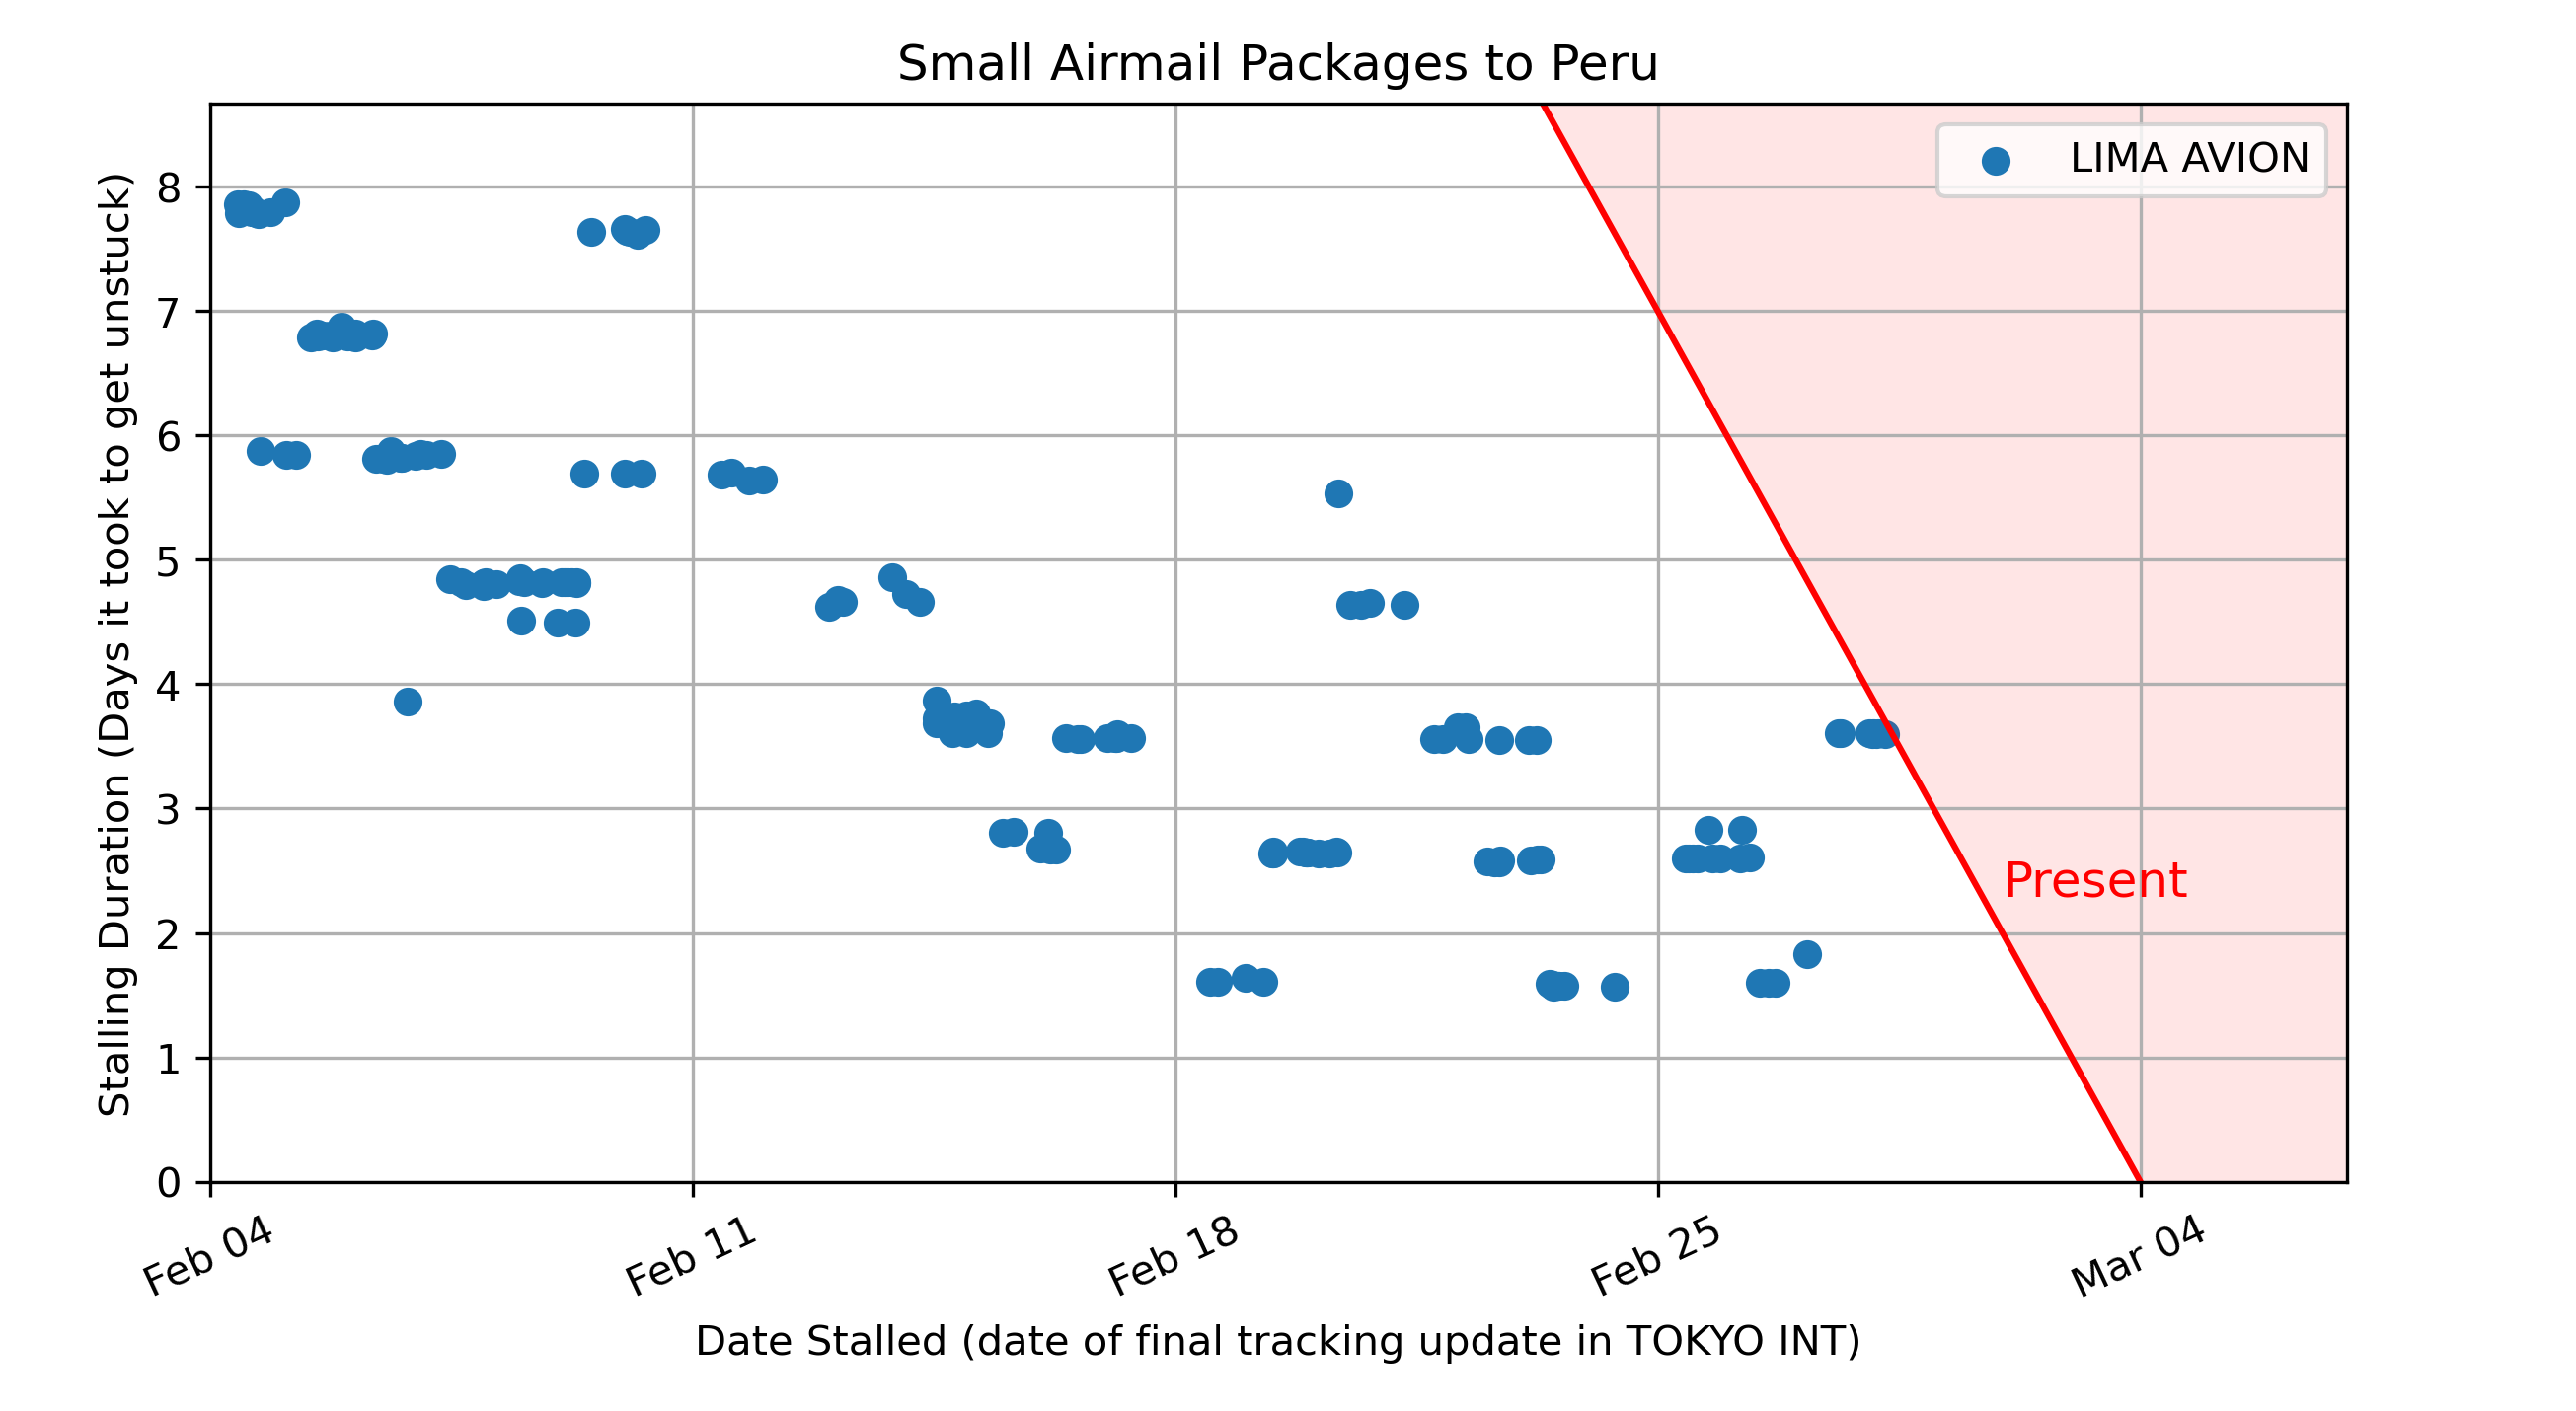 Small Airmail Packages to Peru
LIMA AVION
Stalling Duration (Days it took to get unstuck)
8
7
6
5
4
3
2
1
0
Present
Feb 04
Feb 11
Feb 18
Feb 25
Mar 04
Date Stalled (date of final tracking update in TOKYO INT)